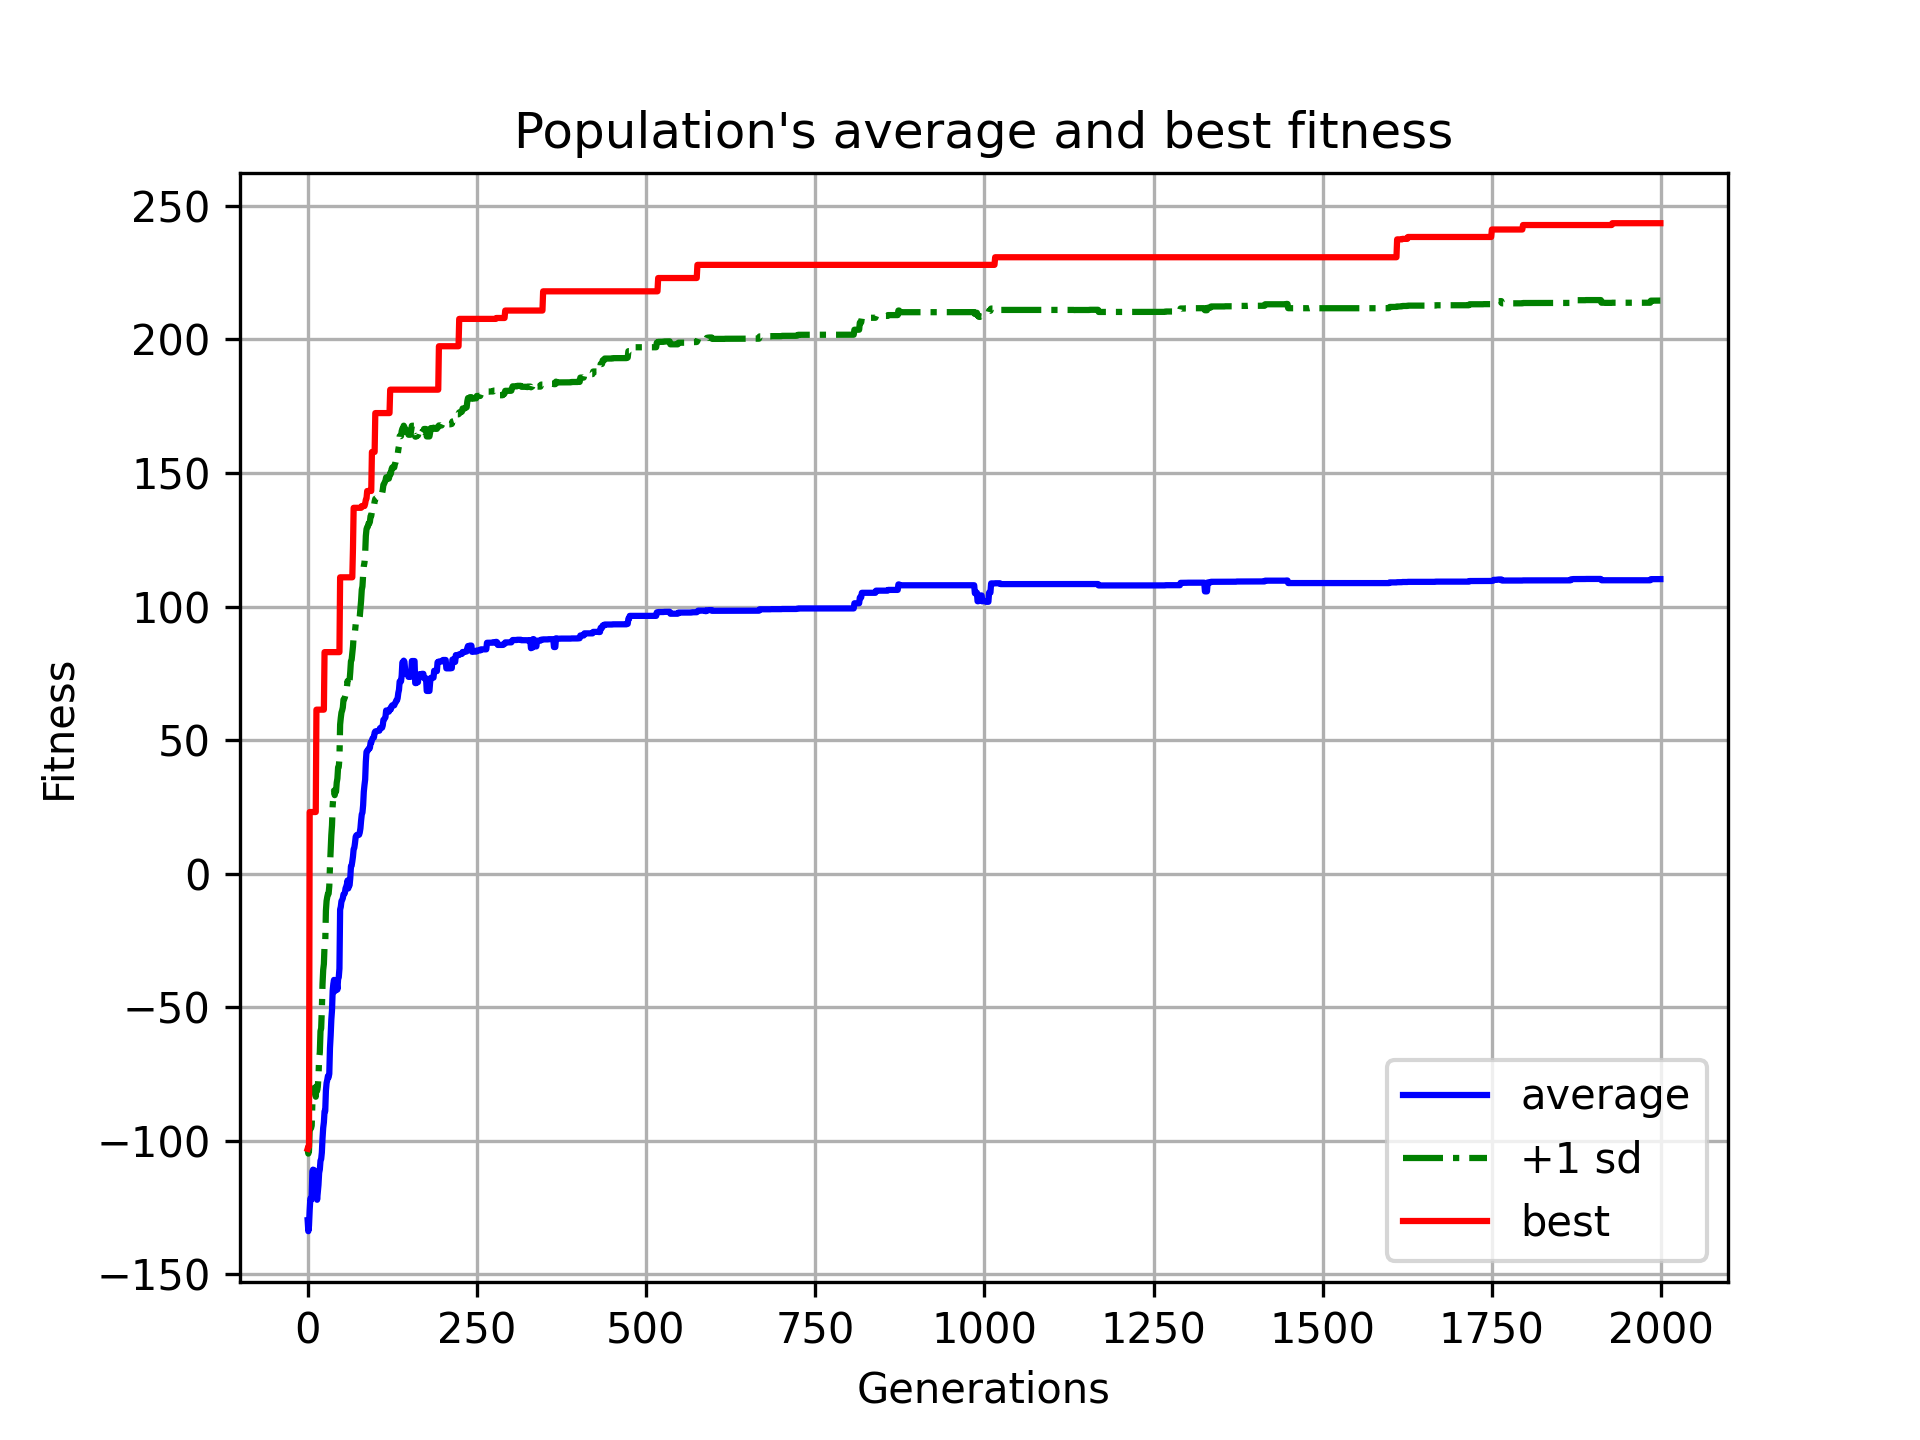 Population's average and best fitness
250
200
150
100
50
0
−50
−100
−150
Fitness
0 250 500 750 1000 1250 1500 1750 2000
Generations
average
+1 sd
best